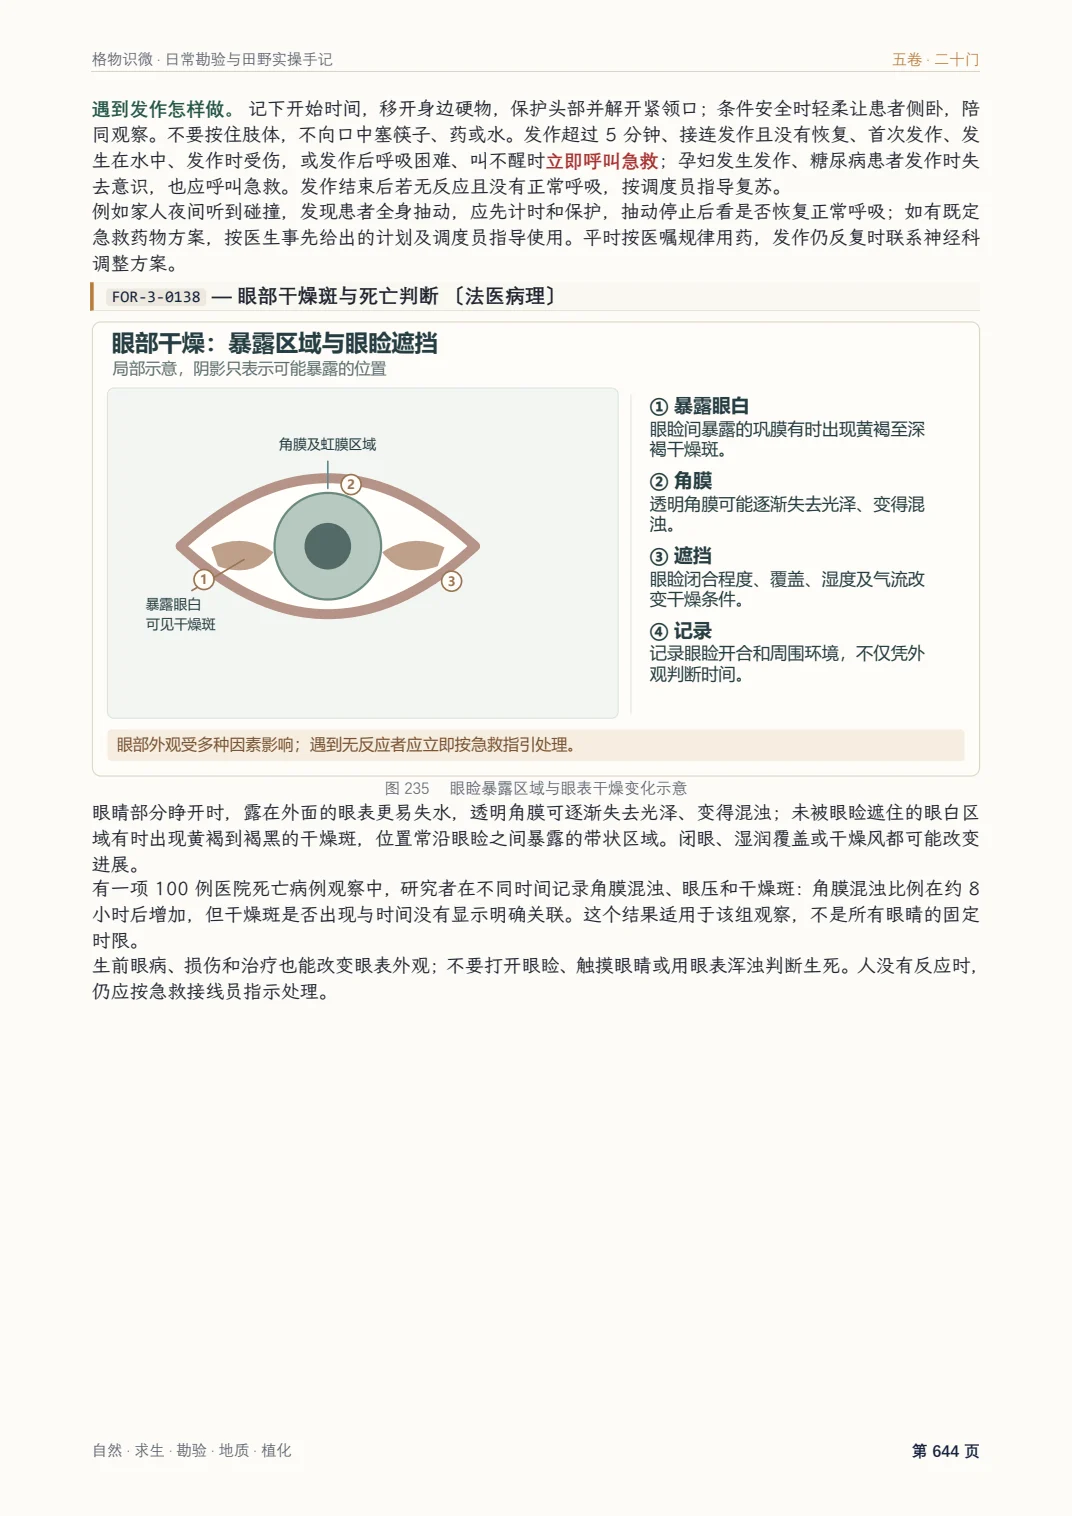 格物识微 · 日常勘验与田野实操手记
五卷 · 二十门
遇到发作怎样做。 记下开始时间，移开身边硬物，保护头部并解开紧领口；条件安全时轻柔让患者侧卧，陪
同观察。不要按住肢体，不向口中塞筷子、药或水。发作超过 5 分钟、接连发作且没有恢复、首次发作、发
生在水中、发作时受伤，或发作后呼吸困难、叫不醒时立即呼叫急救；孕妇发生发作、糖尿病患者发作时失
去意识，也应呼叫急救。发作结束后若无反应且没有正常呼吸，按调度员指导复苏。
例如家人夜间听到碰撞，发现患者全身抽动，应先计时和保护，抽动停止后看是否恢复正常呼吸；如有既定
急救药物方案，按医生事先给出的计划及调度员指导使用。平时按医嘱规律用药，发作仍反复时联系神经科
调整方案。
FOR-3-0138 — 眼部干燥斑与死亡判断 〔法医病理〕
眼部干燥：暴露区域与眼睑遮挡
局部示意，阴影只表示可能暴露的位置
角膜及虹膜区域
②
①
③
暴露眼白
可见干燥斑
① 暴露眼白
眼睑间暴露的巩膜有时出现黄褐至深
褐干燥斑。
② 角膜
透明角膜可能逐渐失去光泽、变得混
浊。
③ 遮挡
眼睑闭合程度、覆盖、湿度及气流改
变干燥条件。
④ 记录
记录眼睑开合和周围环境，不仅凭外
观判断时间。
眼部外观受多种因素影响；遇到无反应者应立即按急救指引处理。
图 235 眼睑暴露区域与眼表干燥变化示意
眼睛部分睁开时，露在外面的眼表更易失水，透明角膜可逐渐失去光泽、变得混浊；未被眼睑遮住的眼白区
域有时出现黄褐到褐黑的干燥斑，位置常沿眼睑之间暴露的带状区域。闭眼、湿润覆盖或干燥风都可能改变
进展。
有一项 100 例医院死亡病例观察中，研究者在不同时间记录角膜混浊、眼压和干燥斑：角膜混浊比例在约 8
小时后增加，但干燥斑是否出现与时间没有显示明确关联。这个结果适用于该组观察，不是所有眼睛的固定
时限。
生前眼病、损伤和治疗也能改变眼表外观；不要打开眼睑、触摸眼睛或用眼表浑浊判断生死。人没有反应时，
仍应按急救接线员指示处理。
自然 · 求生 · 勘验 · 地质 · 植化
第 644 页